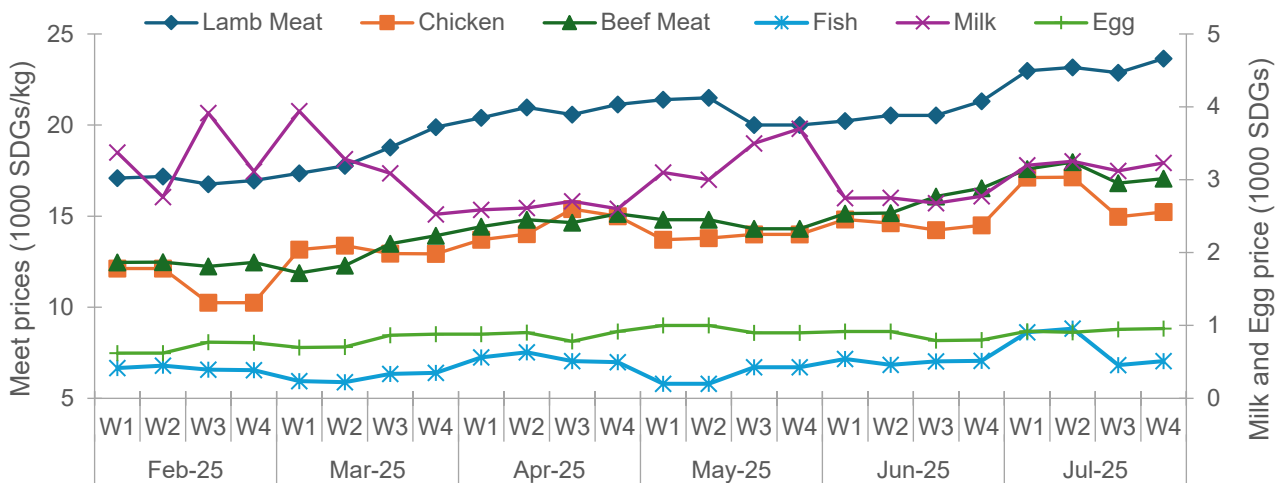 Lamb Meat Chicken Beef Meat Fish Milk Egg
Meet prices (1000 SDGs/kg)
25
20
15
10
5
5
4
3
2
1
0
Milk and Egg price (1000 SDGs)
W1 W2 W3 W4 W1 W2 W3 W4 W1 W2 W3 W4 W1 W2 W3 W4 W1 W2 W3 W4 W1 W2 W3 W4
Feb-25 Mar-25 Apr-25 May-25 Jun-25 Jul-25